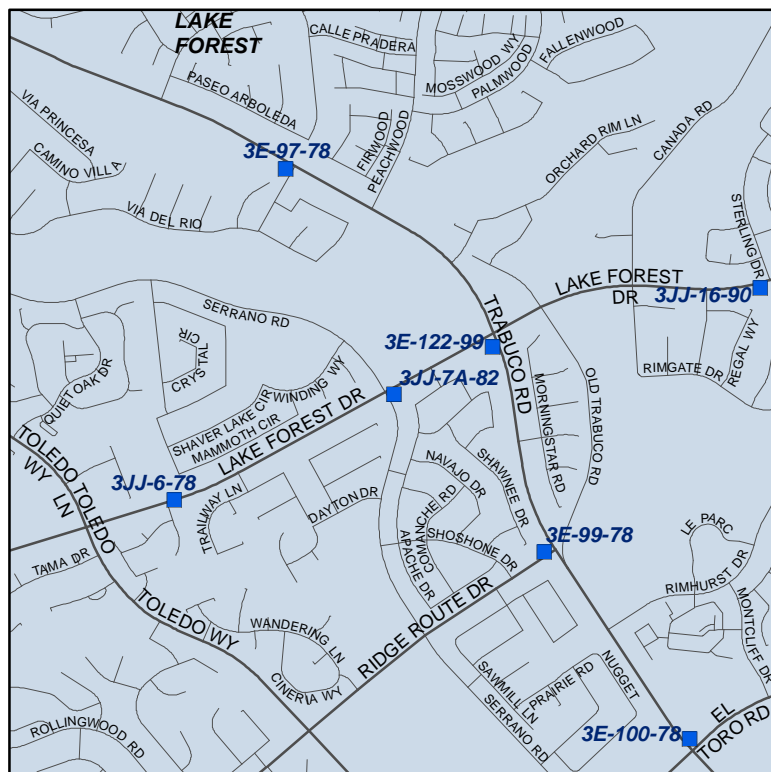 LAKE
FOREST
CALLE PRADERA
FALLENWOOD
MOSSWOOD WY
PALMWOOD
PASEO ARBOLEDA
VIA PRINCESA
CAMINO VILLA
FIRWOOD
PEACHWOOD
ORCHARD RIM LN
CANADA RD
3E-97-78
VIA DEL RIO
STERLING DR
LAKE FOREST
DR
3JJ-16-90
SERRANO RD
TRABUCO RD
3E-122-99
CRYSTAL
CIR
QUIET OAK DR
WINDING WY
3JJ-7A-82
RIMGATE DR
REGAL WY
SHAVER LAKE CIR
MAMMOTH CIR
LAKE FOREST DR
MORNINGSTAR RD
OLD TRABUCO RD
TOLEDO
WY LN
TOLEDO
3JJ-6-78
TRAILWAY LN
DAYTON DR
NAVAJO DR
SHAWNEE DR
COMANCHE RD
APACHE DR
SHOSHONE DR
3E-99-78
LE PARC
TAMA DR
RIMHURST DR
MONTCLIFF DR
TOLEDO WY
WANDERING LN
CINERIA WY
RIDGE ROUTE DR
SAWMILL LN
PRAIRIE RD
NUGGET
SERRANO RD
ROLLINGWOOD RD
3E-100-78
EL
TORO RD